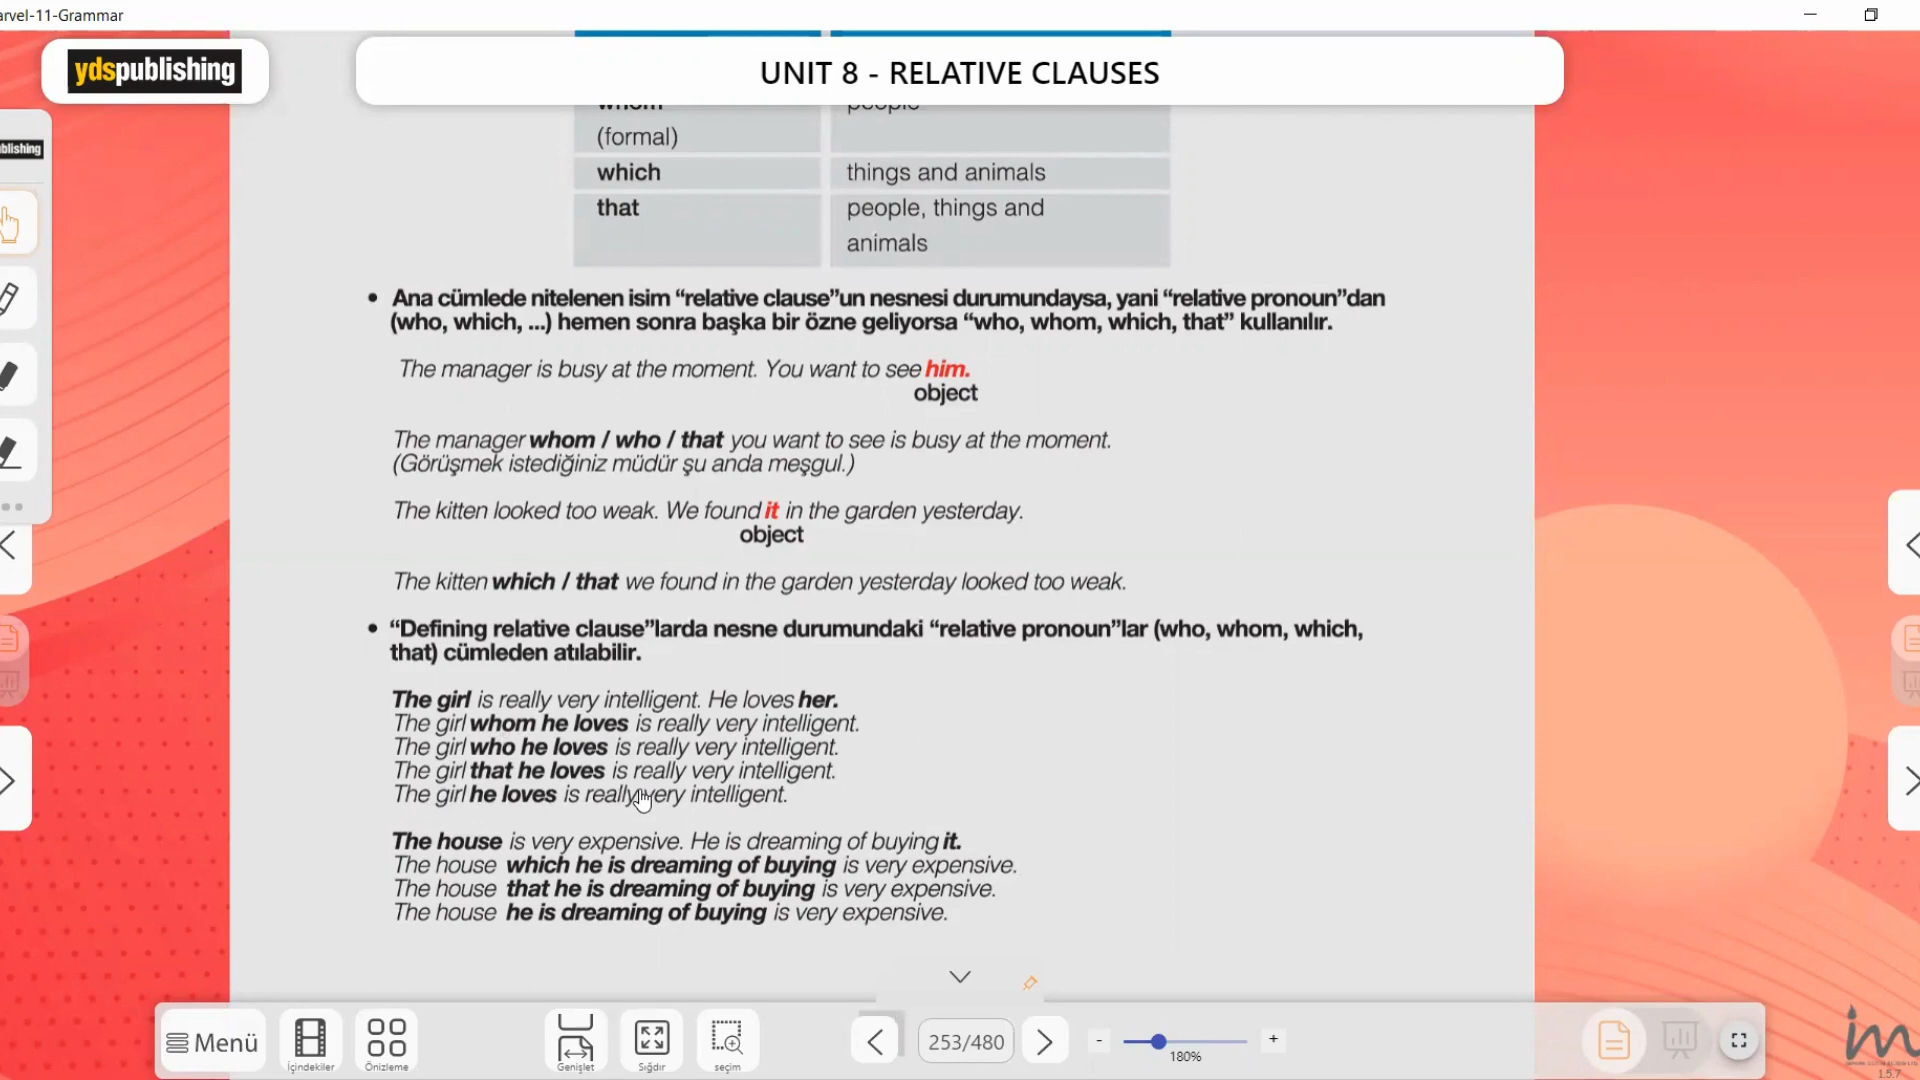 arvel-11-Grammar
ydspublishing
UNIT 8 - RELATIVE CLAUSES
blishing
whom people
(formal)
which things and animals
that people, things and
animals
• Ana cümlede nitelenen isim “relative clause”un nesnesi durumundaysa, yani “relative pronoun”dan
(who, which, ...) hemen sonra başka bir özne geliyorsa “who, whom, which, that” kullanılır.
The manager is busy at the moment. You want to see him.
object
The manager whom / who / that you want to see is busy at the moment.
(Görüşmek istediğiniz müdür şu anda meşgul.)
The kitten looked too weak. We found it in the garden yesterday.
object
The kitten which / that we found in the garden yesterday looked too weak.
• “Defining relative clause”larda nesne durumundaki “relative pronoun”lar (who, whom, which,
that) cümleden atılabilir.
The girl is really very intelligent. He loves her.
The girl whom he loves is really very intelligent.
The girl who he loves is really very intelligent.
The girl that he loves is really very intelligent.
The girl he loves is really very intelligent.
The house is very expensive. He is dreaming of buying it.
The house which he is dreaming of buying is very expensive.
The house that he is dreaming of buying is very expensive.
The house he is dreaming of buying is very expensive.
Menü
İçindekiler
Önizleme
Genişlet
Sığdır
seçim
253/480
- +
180%
im
1.5.7